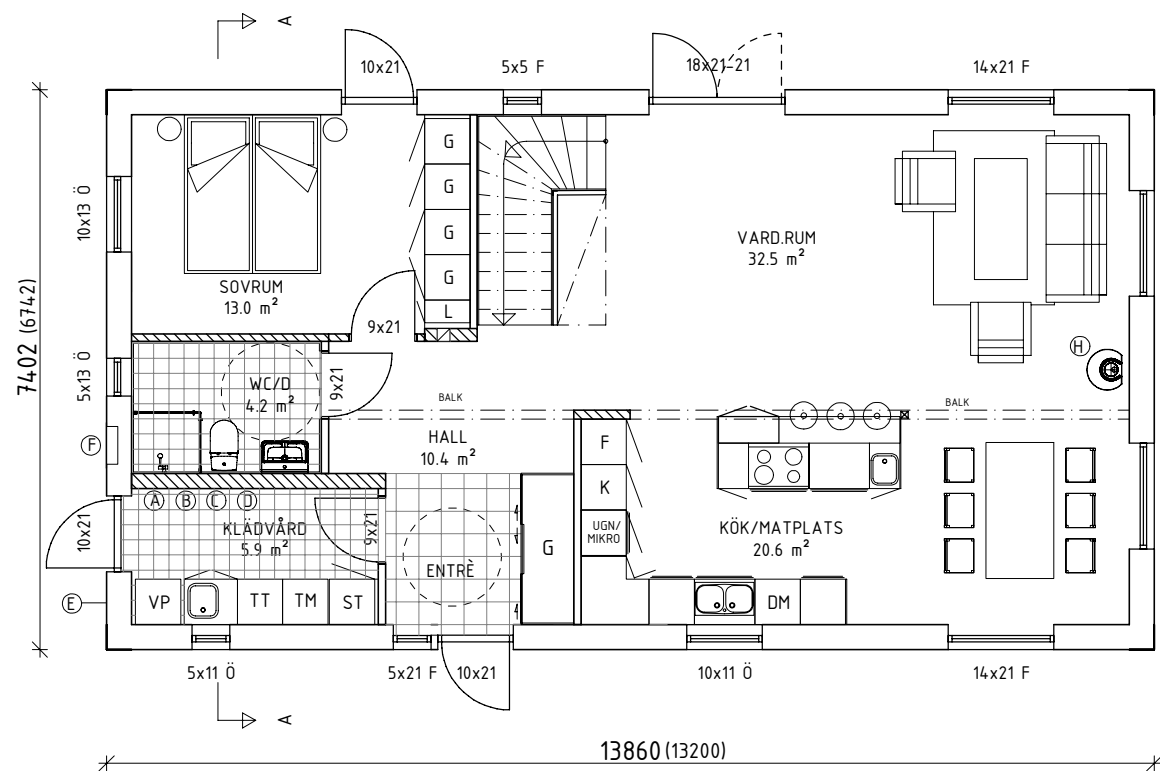 A
10x21
5x5 F
18x21-21
14x21 F
G
G
G
G
L
10x13 Ö
VARD.RUM
32.5 m²
SOVRUM
13.0 m²
9x21
7402 (6742)
5x13 Ö
WC/D
4.2 m²
9x21
H
BALK
BALK
F
HALL
10.4 m²
F
K
UGN/
MIKRO
A
B
C
D
KLÄDVÅRD
5.9 m²
9x21
10x21
G
KÖK/MATPLATS
20.6 m²
ENTRÈ
E
VP
TT
TM
ST
DM
5x11 Ö
5x21 F
10x21
10x11 Ö
14x21 F
A
13860 (13200)